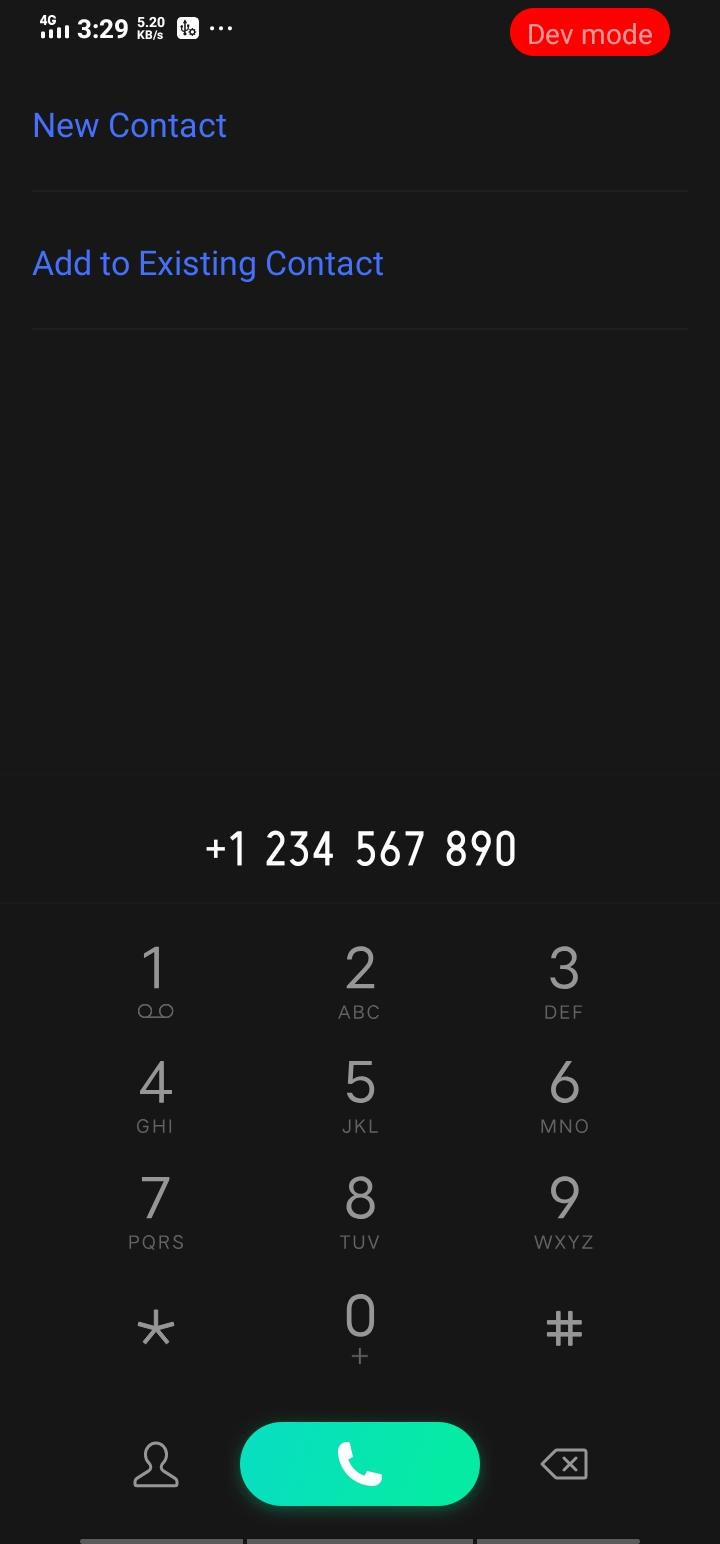 4G 3:29 5.20 KB/s ...
Dev mode
New Contact
Add to Existing Contact
+1 234 567 890
1 2 3
ABC DEF
4 5 6
GHI JKL MNO
7 8 9
PQRS TUV WXYZ
* 0 #
+